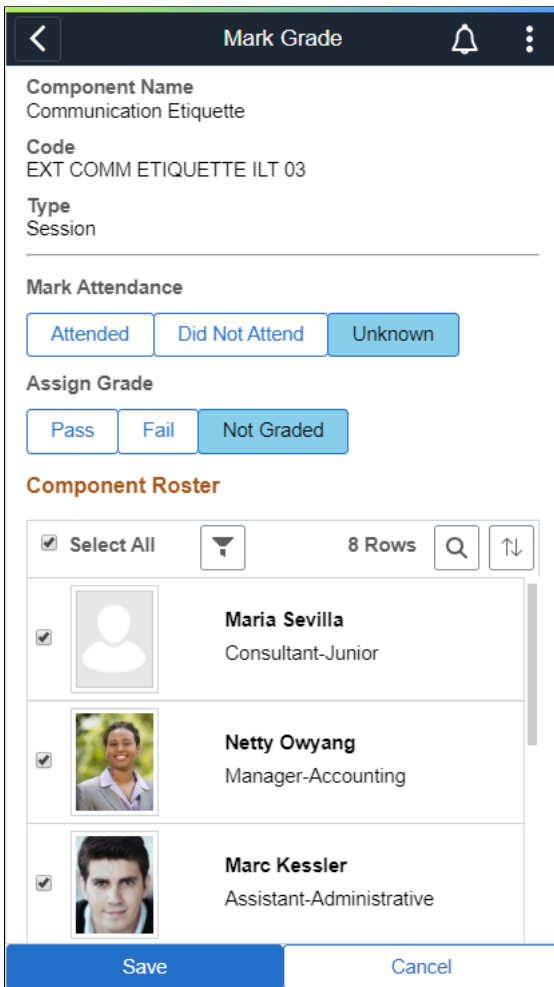 Mark Grade
Component Name
Communication Etiquette
Code
EXT COMM ETIQUETTE ILT 03
Type
Session
Mark Attendance
Attended Did Not Attend Unknown
Assign Grade
Pass Fail Not Graded
Component Roster
Select All 8 Rows
Maria Sevilla
Consultant-Junior
Netty Owyang
Manager-Accounting
Marc Kessler
Assistant-Administrative
Save Cancel